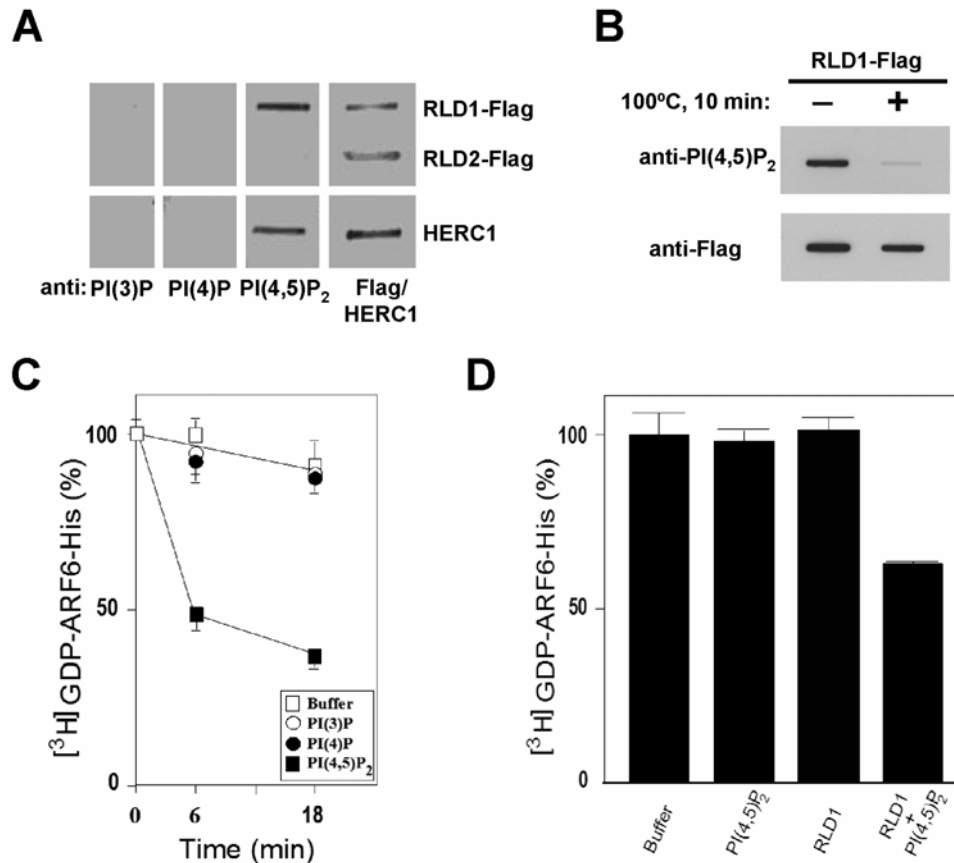 A
RLD1-Flag
RLD2-Flag
HERC1
anti: PI(3)P PI(4)P PI(4,5)P2 Flag/
HERC1
B
RLD1-Flag
100ºC, 10 min: – +
anti-PI(4,5)P2
anti-Flag
C
[3H] GDP-ARF6-His (%)
100
50
0
0 6 18
Time (min)
Buffer
PI(3)P
PI(4)P
PI(4,5)P2
D
[3H] GDP-ARF6-His (%)
100
50
0
Buffer
PI(4,5)P2
RLD1
RLD1
+
PI(4,5)P2